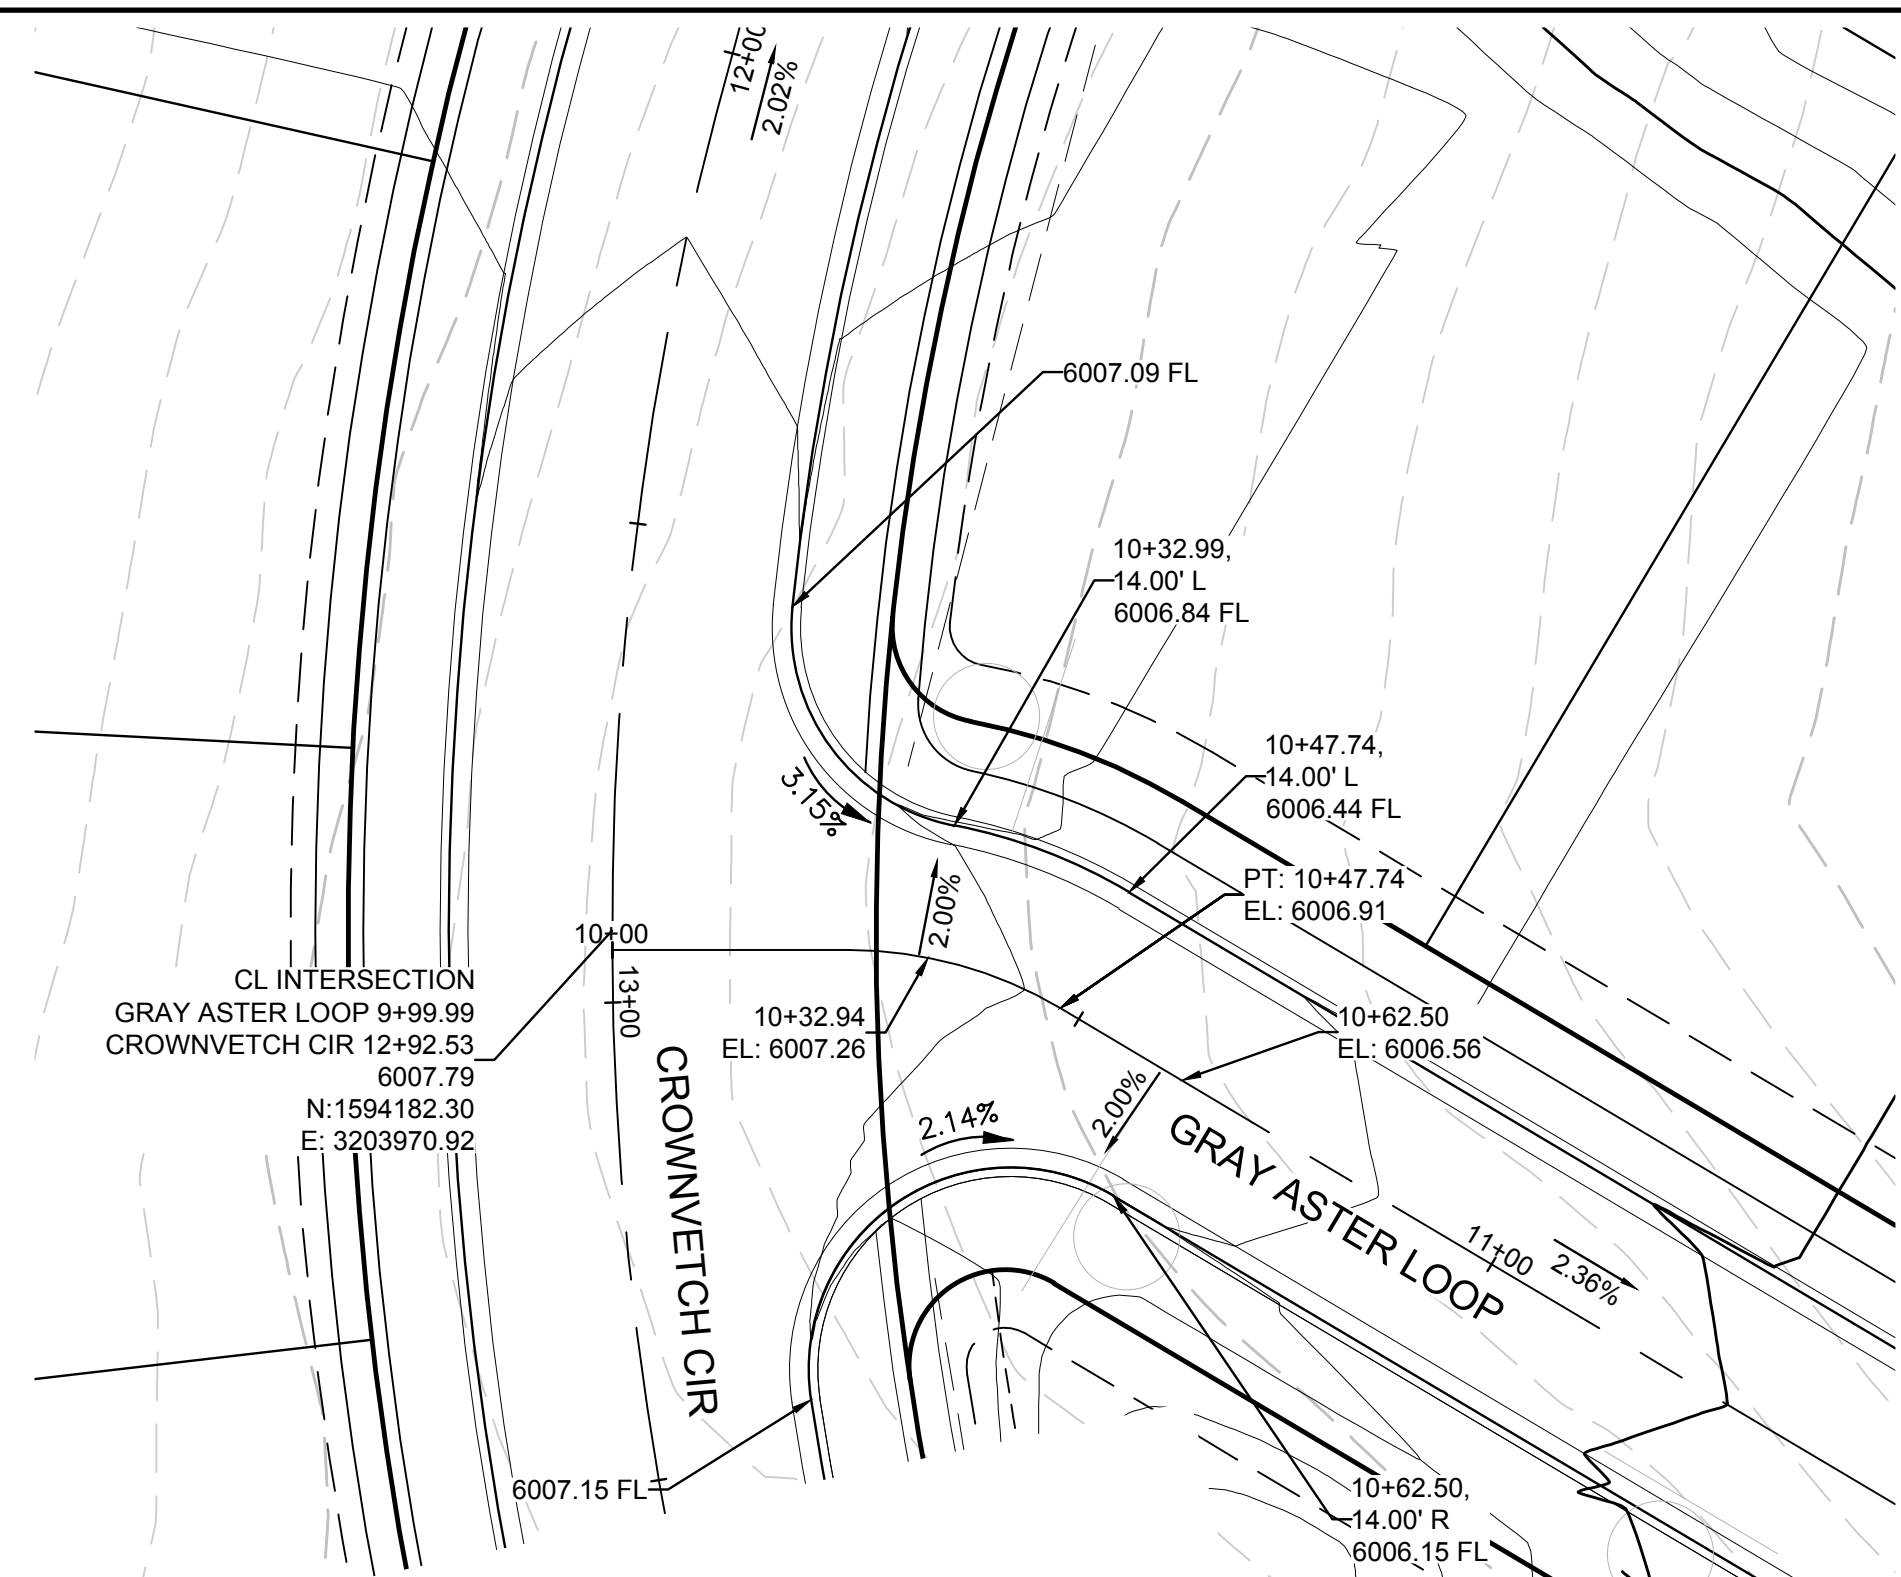 12+00
2.02%
6007.09 FL
10+32.99,
14.00' L
6006.84 FL
10+47.74,
14.00' L
6006.44 FL
3.15%
PT: 10+47.74
EL: 6006.91
2.00%
10+00
13+00
CL INTERSECTION
GRAY ASTER LOOP 9+99.99
CROWNVETCH CIR 12+92.53
6007.79
N:1594182.30
E: 3203970.92
10+32.94
EL: 6007.26
10+62.50
EL: 6006.56
CROWNVETCH CIR
2.14%
2.00%
GRAY ASTER LOOP
11+00
2.36%
6007.15 FL
10+62.50,
14.00' R
6006.15 FL